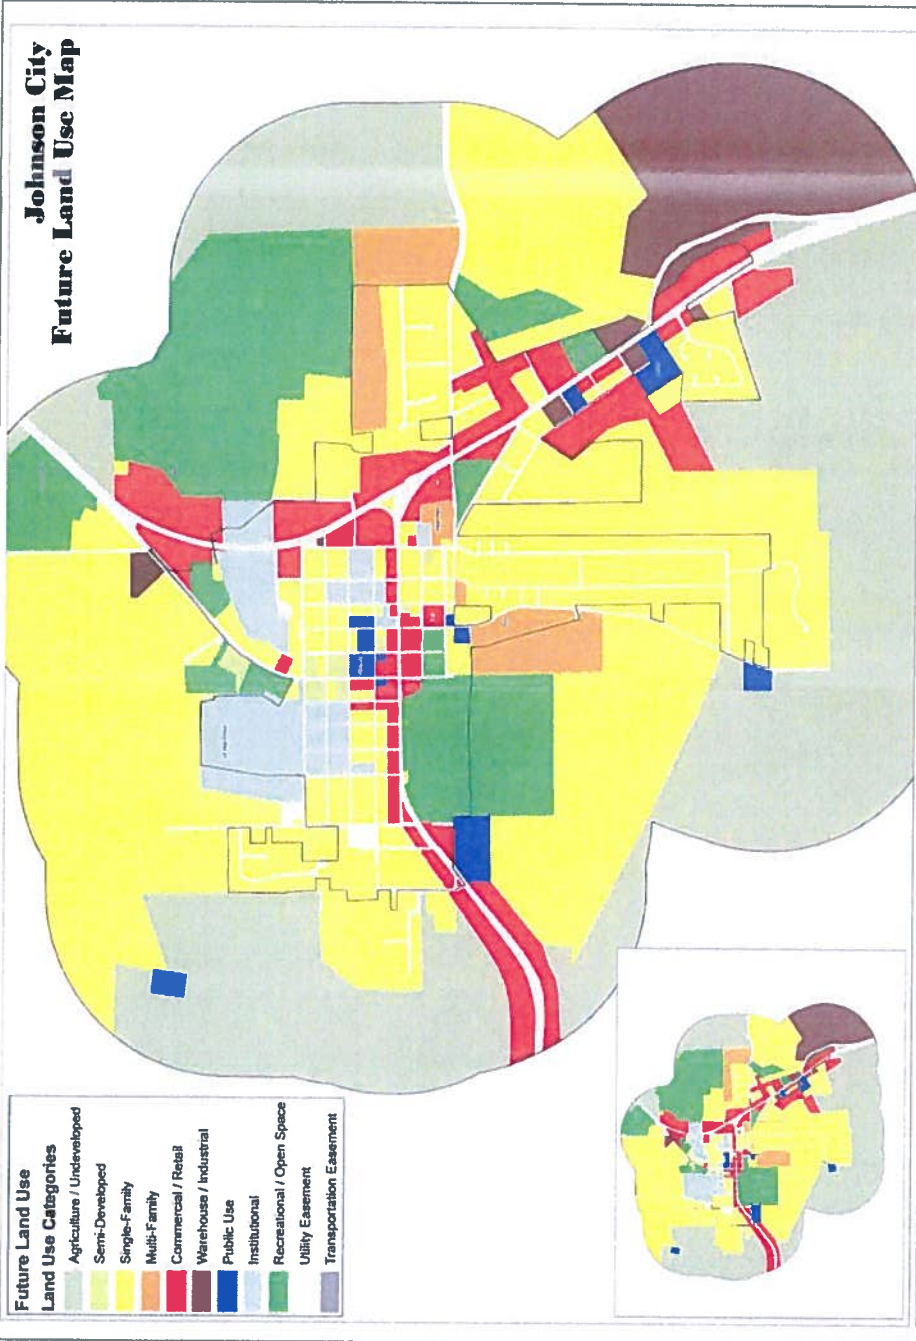 Johnson City
Future Land Use Map
Future Land Use
Land Use Categories
Agriculture / Undeveloped
Semi-Developed
Single-Family
Multi-Family
Commercial / Retail
Warehouse / Industrial
Public Use
Institutional
Recreational / Open Space
Utility Easement
Transportation Easement